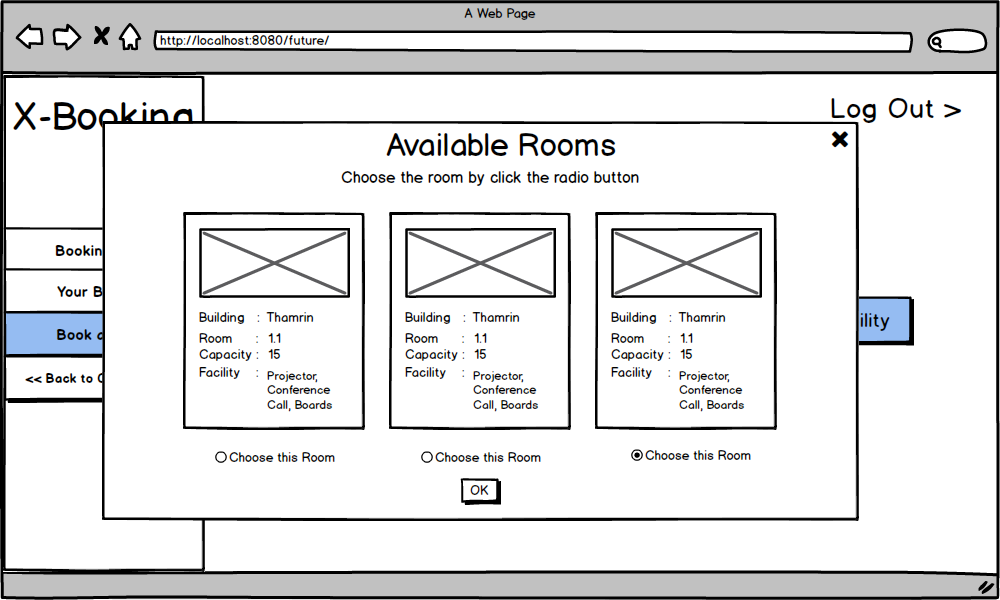 A Web Page
http://localhost:8080/future/
X-Booking
Log Out >
Available Rooms
Choose the room by click the radio button
Building : Thamrin
Room : 1.1
Capacity : 15
Facility : Projector,
Conference
Call, Boards
Choose this Room
Building : Thamrin
Room : 1.1
Capacity : 15
Facility : Projector,
Conference
Call, Boards
Choose this Room
Building : Thamrin
Room : 1.1
Capacity : 15
Facility : Projector,
Conference
Call, Boards
Choose this Room
OK
Bookin
Your B
Book
<< Back to
ility